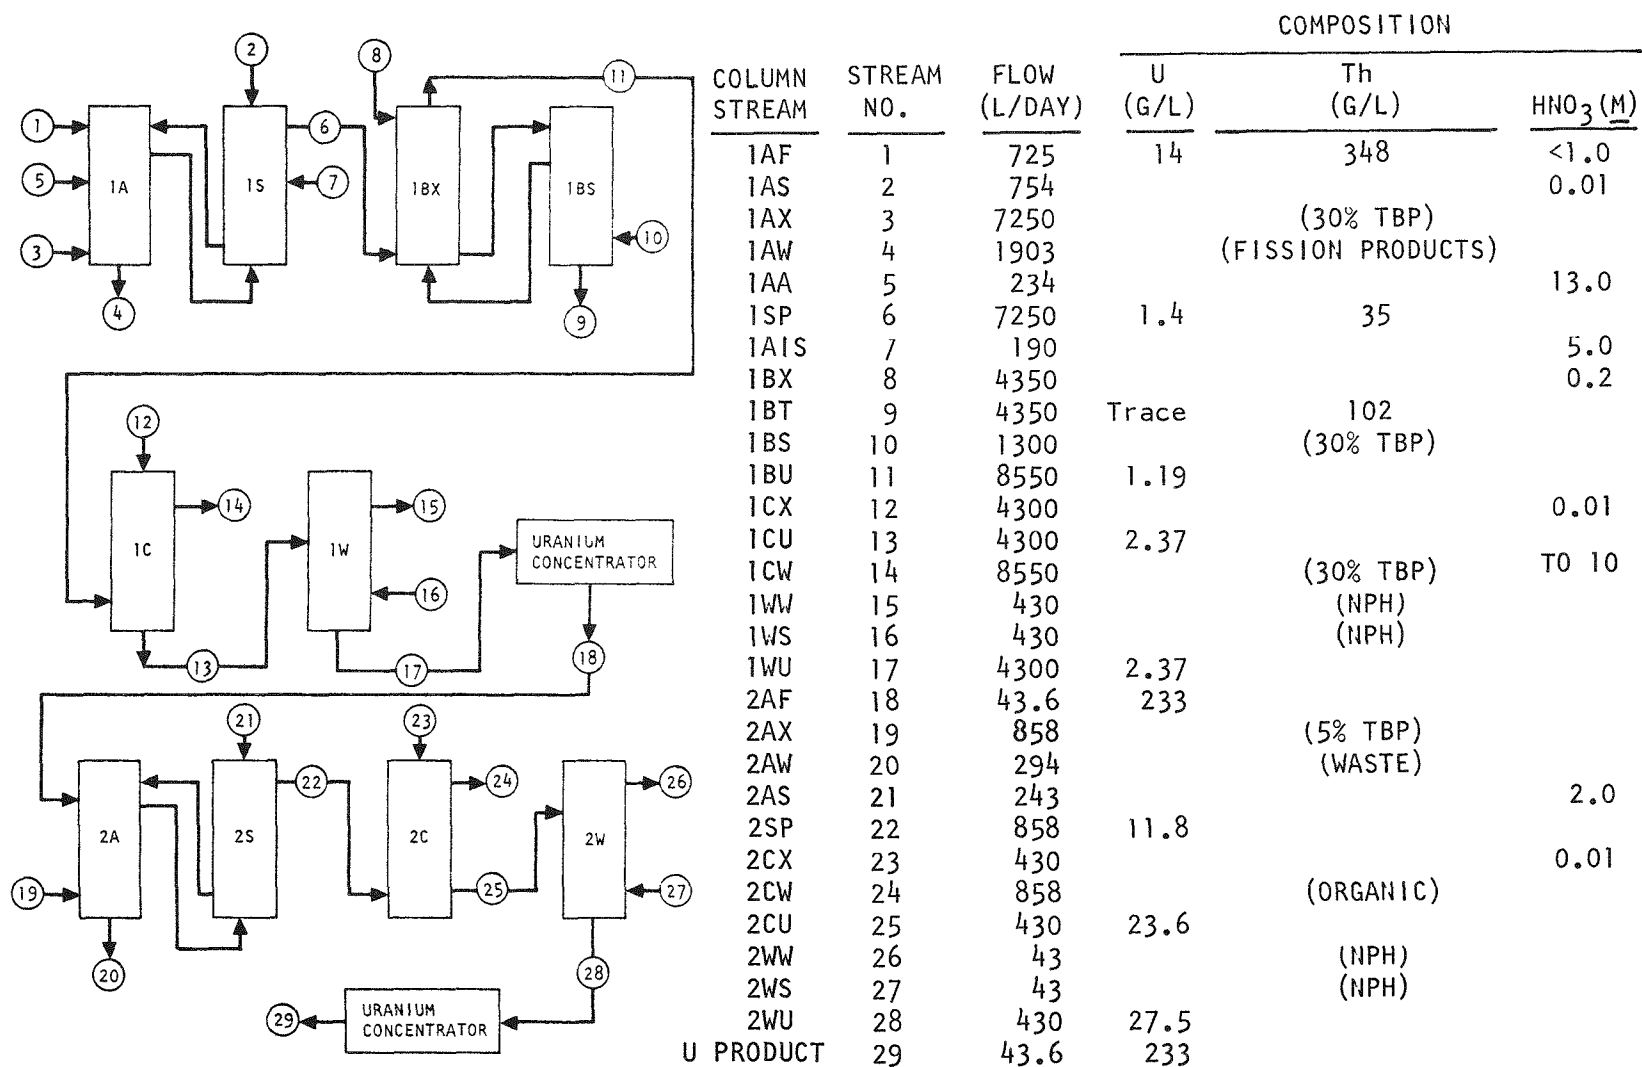 2
8
11
1
5
3
1A
1S
6
7
1BX
1BS
10
4
9
12
1C
14
1W
15
16
URANIUM
CONCENTRATOR
13
17
18
21
23
2A
2S
22
2C
24
2W
26
19
25
27
20
28
29
URANIUM
CONCENTRATOR
COMPOSITION
COLUMN STREAM NO. FLOW (L/DAY) U (G/L) Th (G/L) HNO3(M)
1AF 1 725 14 348 <1.0
1AS 2 754 0.01
1AX 3 7250 (30% TBP)
1AW 4 1903 (FISSION PRODUCTS)
1AA 5 234 13.0
1SP 6 7250 1.4 35
1AIS 7 190 5.0
1BX 8 4350 0.2
1BT 9 4350 Trace 102
1BS 10 1300 (30% TBP)
1BU 11 8550 1.19
1CX 12 4300 0.01
1CU 13 4300 2.37
1CW 14 8550 (30% TBP) TO 10
1WW 15 430 (NPH)
1WS 16 430 (NPH)
1WU 17 4300 2.37
2AF 18 43.6 233
2AX 19 858 (5% TBP)
2AW 20 294 (WASTE)
2AS 21 243 2.0
2SP 22 858 11.8
2CX 23 430 0.01
2CW 24 858 (ORGANIC)
2CU 25 430 23.6
2WW 26 43 (NPH)
2WS 27 43 (NPH)
2WU 28 430 27.5
U PRODUCT 29 43.6 233